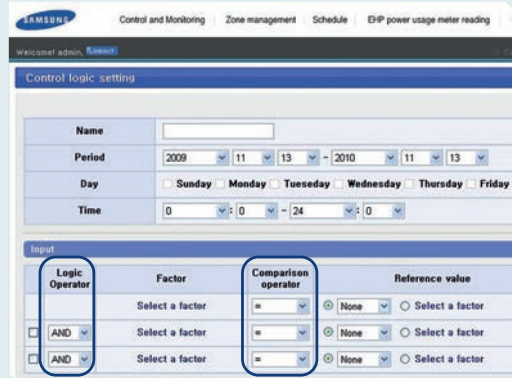 SAMSUNG Control and Monitoring Zone management Schedule EHP power usage meter reading
Welcome! admin, LOGOUT
Control logic setting
Name
Period 2009 11 13 - 2010 11 13
Day Sunday Monday Tueseday Wednesday Thursday Friday
Time 0 : 0 - 24 : 0
Input
Logic Operator Factor Comparison operator Reference value
Select a factor = None Select a factor
AND Select a factor = None Select a factor
AND Select a factor = None Select a factor